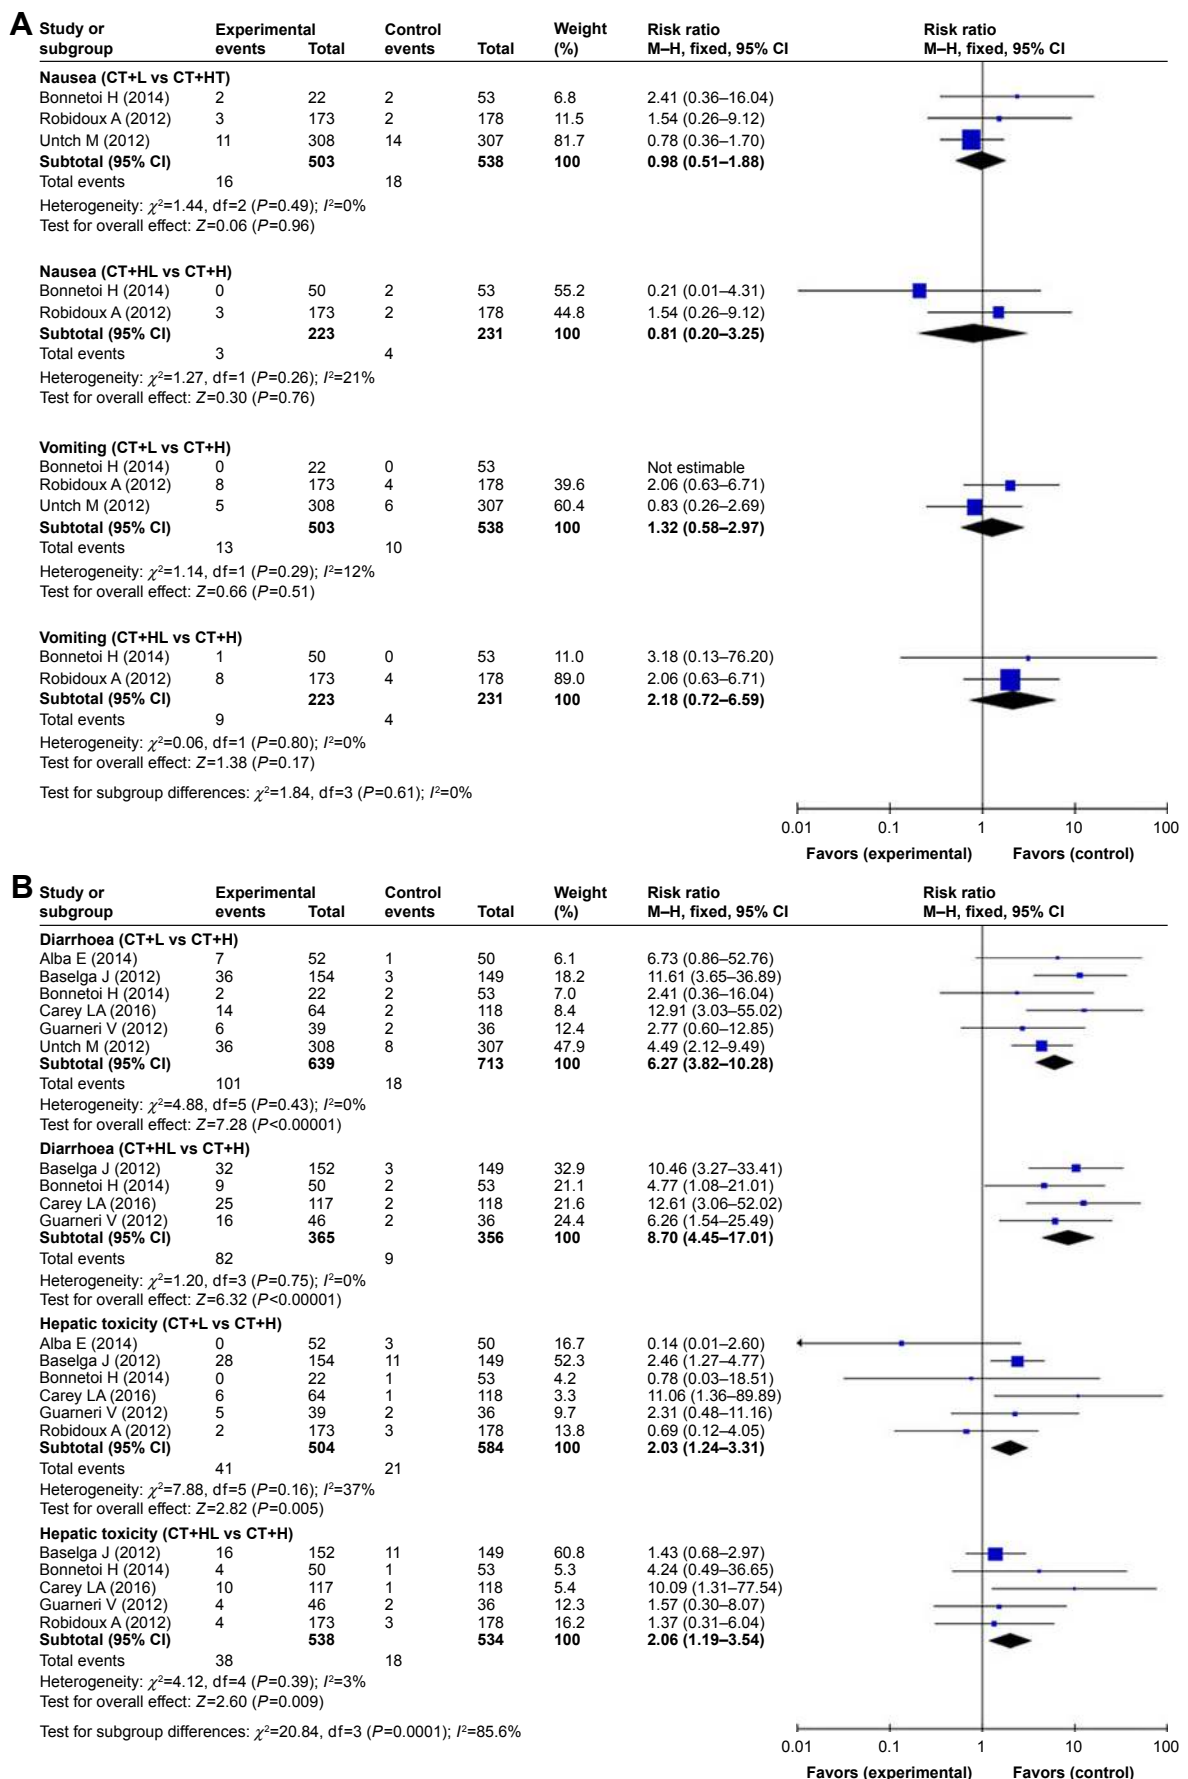 A
Study or subgroup Experimental events Total Control events Total Weight (%) Risk ratio M–H, fixed, 95% CI Risk ratio M–H, fixed, 95% CI
Nausea (CT+L vs CT+HT)
Bonnetoi H (2014) 2 22 2 53 6.8 2.41 (0.36–16.04)
Robidoux A (2012) 3 173 2 178 11.5 1.54 (0.26–9.12)
Untch M (2012) 11 308 14 307 81.7 0.78 (0.36–1.70)
Subtotal (95% CI) 503 538 100 0.98 (0.51–1.88)
Total events 16 18
Heterogeneity: χ²=1.44, df=2 (P=0.49); I²=0%
Test for overall effect: Z=0.06 (P=0.96)
Nausea (CT+HL vs CT+H)
Bonnetoi H (2014) 0 50 2 53 55.2 0.21 (0.01–4.31)
Robidoux A (2012) 3 173 2 178 44.8 1.54 (0.26–9.12)
Subtotal (95% CI) 223 231 100 0.81 (0.20–3.25)
Total events 3 4
Heterogeneity: χ²=1.27, df=1 (P=0.26); I²=21%
Test for overall effect: Z=0.30 (P=0.76)
Vomiting (CT+L vs CT+H)
Bonnetoi H (2014) 0 22 0 53 Not estimable
Robidoux A (2012) 8 173 4 178 39.6 2.06 (0.63–6.71)
Untch M (2012) 5 308 6 307 60.4 0.83 (0.26–2.69)
Subtotal (95% CI) 503 538 100 1.32 (0.58–2.97)
Total events 13 10
Heterogeneity: χ²=1.14, df=1 (P=0.29); I²=12%
Test for overall effect: Z=0.66 (P=0.51)
Vomiting (CT+HL vs CT+H)
Bonnetoi H (2014) 1 50 0 53 11.0 3.18 (0.13–76.20)
Robidoux A (2012) 8 173 4 178 89.0 2.06 (0.63–6.71)
Subtotal (95% CI) 223 231 100 2.18 (0.72–6.59)
Total events 9 4
Heterogeneity: χ²=0.06, df=1 (P=0.80); I²=0%
Test for overall effect: Z=1.38 (P=0.17)
Test for subgroup differences: χ²=1.84, df=3 (P=0.61); I²=0%
0.01 0.1 1 10 100
Favors (experimental) Favors (control)
B
Study or subgroup Experimental events Total Control events Total Weight (%) Risk ratio M–H, fixed, 95% CI Risk ratio M–H, fixed, 95% CI
Diarrhoea (CT+L vs CT+H)
Alba E (2014) 7 52 1 50 6.1 6.73 (0.86–52.76)
Baselga J (2012) 36 154 3 149 18.2 11.61 (3.65–36.89)
Bonnetoi H (2014) 2 22 2 53 7.0 2.41 (0.36–16.04)
Carey LA (2016) 14 64 2 118 8.4 12.91 (3.03–55.02)
Guarneri V (2012) 6 39 2 36 12.4 2.77 (0.60–12.85)
Untch M (2012) 36 308 8 307 47.9 4.49 (2.12–9.49)
Subtotal (95% CI) 639 713 100 6.27 (3.82–10.28)
Total events 101 18
Heterogeneity: χ²=4.88, df=5 (P=0.43); I²=0%
Test for overall effect: Z=7.28 (P<0.00001)
Diarrhoea (CT+HL vs CT+H)
Baselga J (2012) 32 152 3 149 32.9 10.46 (3.27–33.41)
Bonnetoi H (2014) 9 50 2 53 21.1 4.77 (1.08–21.01)
Carey LA (2016) 25 117 2 118 21.6 12.61 (3.06–52.02)
Guarneri V (2012) 16 46 2 36 24.4 6.26 (1.54–25.49)
Subtotal (95% CI) 365 356 100 8.70 (4.45–17.01)
Total events 82 9
Heterogeneity: χ²=1.20, df=3 (P=0.75); I²=0%
Test for overall effect: Z=6.32 (P<0.00001)
Hepatic toxicity (CT+L vs CT+H)
Alba E (2014) 0 52 3 50 16.7 0.14 (0.01–2.60)
Baselga J (2012) 28 154 11 149 52.3 2.46 (1.27–4.77)
Bonnetoi H (2014) 0 22 1 53 4.2 0.78 (0.03–18.51)
Carey LA (2016) 6 64 1 118 3.3 11.06 (1.36–89.89)
Guarneri V (2012) 5 39 2 36 9.7 2.31 (0.48–11.16)
Robidoux A (2012) 2 173 3 178 13.8 0.69 (0.12–4.05)
Subtotal (95% CI) 504 584 100 2.03 (1.24–3.31)
Total events 41 21
Heterogeneity: χ²=7.88, df=5 (P=0.16); I²=37%
Test for overall effect: Z=2.82 (P=0.005)
Hepatic toxicity (CT+HL vs CT+H)
Baselga J (2012) 16 152 11 149 60.8 1.43 (0.68–2.97)
Bonnetoi H (2014) 4 50 1 53 5.3 4.24 (0.49–36.65)
Carey LA (2016) 10 117 1 118 5.4 10.09 (1.31–77.54)
Guarneri V (2012) 4 46 2 36 12.3 1.57 (0.30–8.07)
Robidoux A (2012) 4 173 3 178 16.2 1.37 (0.31–6.04)
Subtotal (95% CI) 538 534 100 2.06 (1.19–3.54)
Total events 38 18
Heterogeneity: χ²=4.12, df=4 (P=0.39); I²=3%
Test for overall effect: Z=2.60 (P=0.009)
Test for subgroup differences: χ²=20.84, df=3 (P=0.0001); I²=85.6%
0.01 0.1 1 10 100
Favors (experimental) Favors (control)